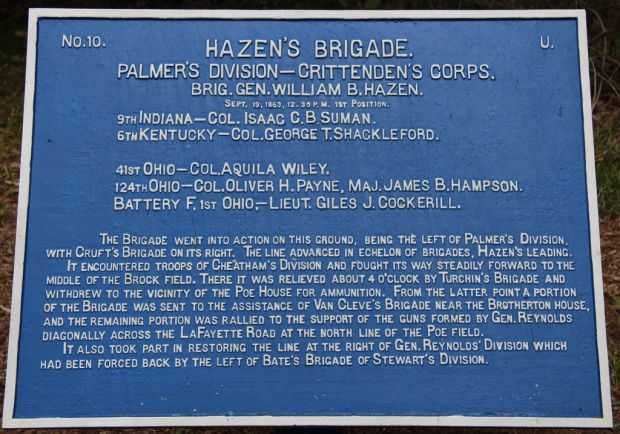 No. 10. U.
HAZEN'S BRIGADE.
PALMER'S DIVISION — CRITTENDEN'S CORPS.
BRIG. GEN. WILLIAM B. HAZEN.
SEPT. 19, 1863, 12.35 P.M. 1ST POSITION.
9TH INDIANA — COL. ISAAC C. B. SUMAN.
6TH KENTUCKY — COL. GEORGE T. SHACKLEFORD.
41ST OHIO — COL. AQUILA WILEY.
124TH OHIO — COL. OLIVER H. PAYNE, MAJ. JAMES B. HAMPSON.
BATTERY F, 1ST OHIO, — LIEUT. GILES J. COCKERILL.
THE BRIGADE WENT INTO ACTION ON THIS GROUND, BEING THE LEFT OF PALMER'S DIVISION,
WITH CRUFT'S BRIGADE ON ITS RIGHT. THE LINE ADVANCED IN ECHELON OF BRIGADES, HAZEN'S LEADING.
IT ENCOUNTERED TROOPS OF CHEATHAM'S DIVISION AND FOUGHT ITS WAY STEADILY FORWARD TO THE
MIDDLE OF THE BROCK FIELD. THERE IT WAS RELIEVED ABOUT 4 O'CLOCK BY TURCHIN'S BRIGADE AND
WITHDREW TO THE VICINITY OF THE POE HOUSE FOR AMMUNITION. FROM THE LATTER POINT A PORTION
OF THE BRIGADE WAS SENT TO THE ASSISTANCE OF VAN CLEVE'S BRIGADE NEAR THE BROTHERTON HOUSE,
AND THE REMAINING PORTION WAS RALLIED TO THE SUPPORT OF THE GUNS FORMED BY GEN. REYNOLDS
DIAGONALLY ACROSS THE LAFAYETTE ROAD AT THE NORTH LINE OF THE POE FIELD.
IT ALSO TOOK PART IN RESTORING THE LINE AT THE RIGHT OF GEN. REYNOLDS' DIVISION WHICH
HAD BEEN FORCED BACK BY THE LEFT OF BATE'S BRIGADE OF STEWART'S DIVISION.